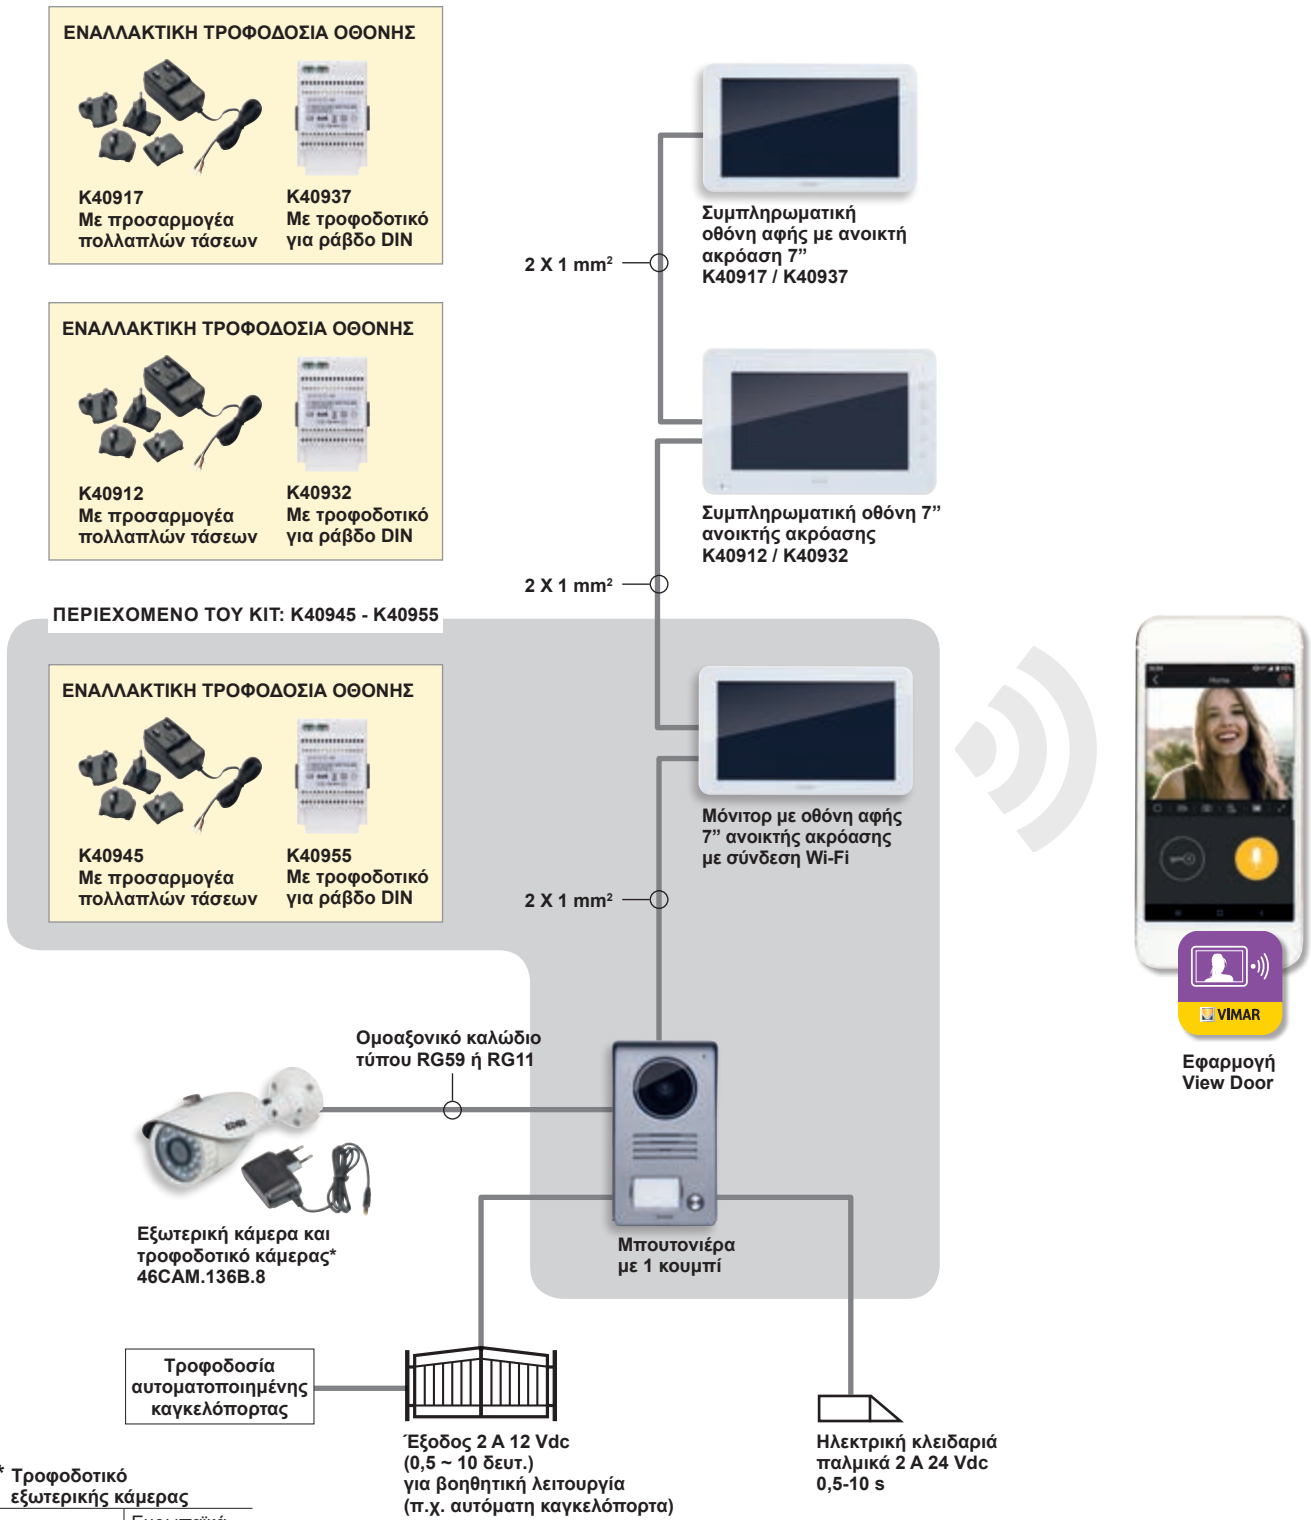 ΕΝΑΛΛΑΚΤΙΚΗ ΤΡΟΦΟΔΟΣΙΑ ΟΘΟΝΗΣ
K40917
Με προσαρμογέα
πολλαπλών τάσεων
K40937
Με τροφοδοτικό
για ράβδο DIN
Συμπληρωματική
οθόνη αφής με ανοικτή
ακρόαση 7”
K40917 / K40937
2 X 1 mm²
ΕΝΑΛΛΑΚΤΙΚΗ ΤΡΟΦΟΔΟΣΙΑ ΟΘΟΝΗΣ
K40912
Με προσαρμογέα
πολλαπλών τάσεων
K40932
Με τροφοδοτικό
για ράβδο DIN
Συμπληρωματική οθόνη 7”
ανοικτής ακρόασης
K40912 / K40932
2 X 1 mm²
ΠΕΡΙΕΧΟΜΕΝΟ ΤΟΥ ΚΙΤ: K40945 - K40955
ΕΝΑΛΛΑΚΤΙΚΗ ΤΡΟΦΟΔΟΣΙΑ ΟΘΟΝΗΣ
K40945
Με προσαρμογέα
πολλαπλών τάσεων
K40955
Με τροφοδοτικό
για ράβδο DIN
Μόνιτορ με οθόνη αφής
7” ανοικτής ακρόασης
με σύνδεση Wi-Fi
2 X 1 mm²
Home
VIMAR
Εφαρμογή
View Door
Ομοαξονικό καλώδιο
τύπου RG59 ή RG11
Εξωτερική κάμερα και
τροφοδοτικό κάμερας*
46CAM.136B.8
Μπουτονιέρα
με 1 κουμπί
Τροφοδοσία
αυτοματοποιημένης
καγκελόπορτας
Έξοδος 2 A 12 Vdc
(0,5 ~ 10 δευτ.)
για βοηθητική λειτουργία
(π.χ. αυτόματη καγκελόπορτα)
Ηλεκτρική κλειδαριά
παλμικά 2 A 24 Vdc
0,5-10 s
* Τροφοδοτικό
εξωτερικής κάμερας